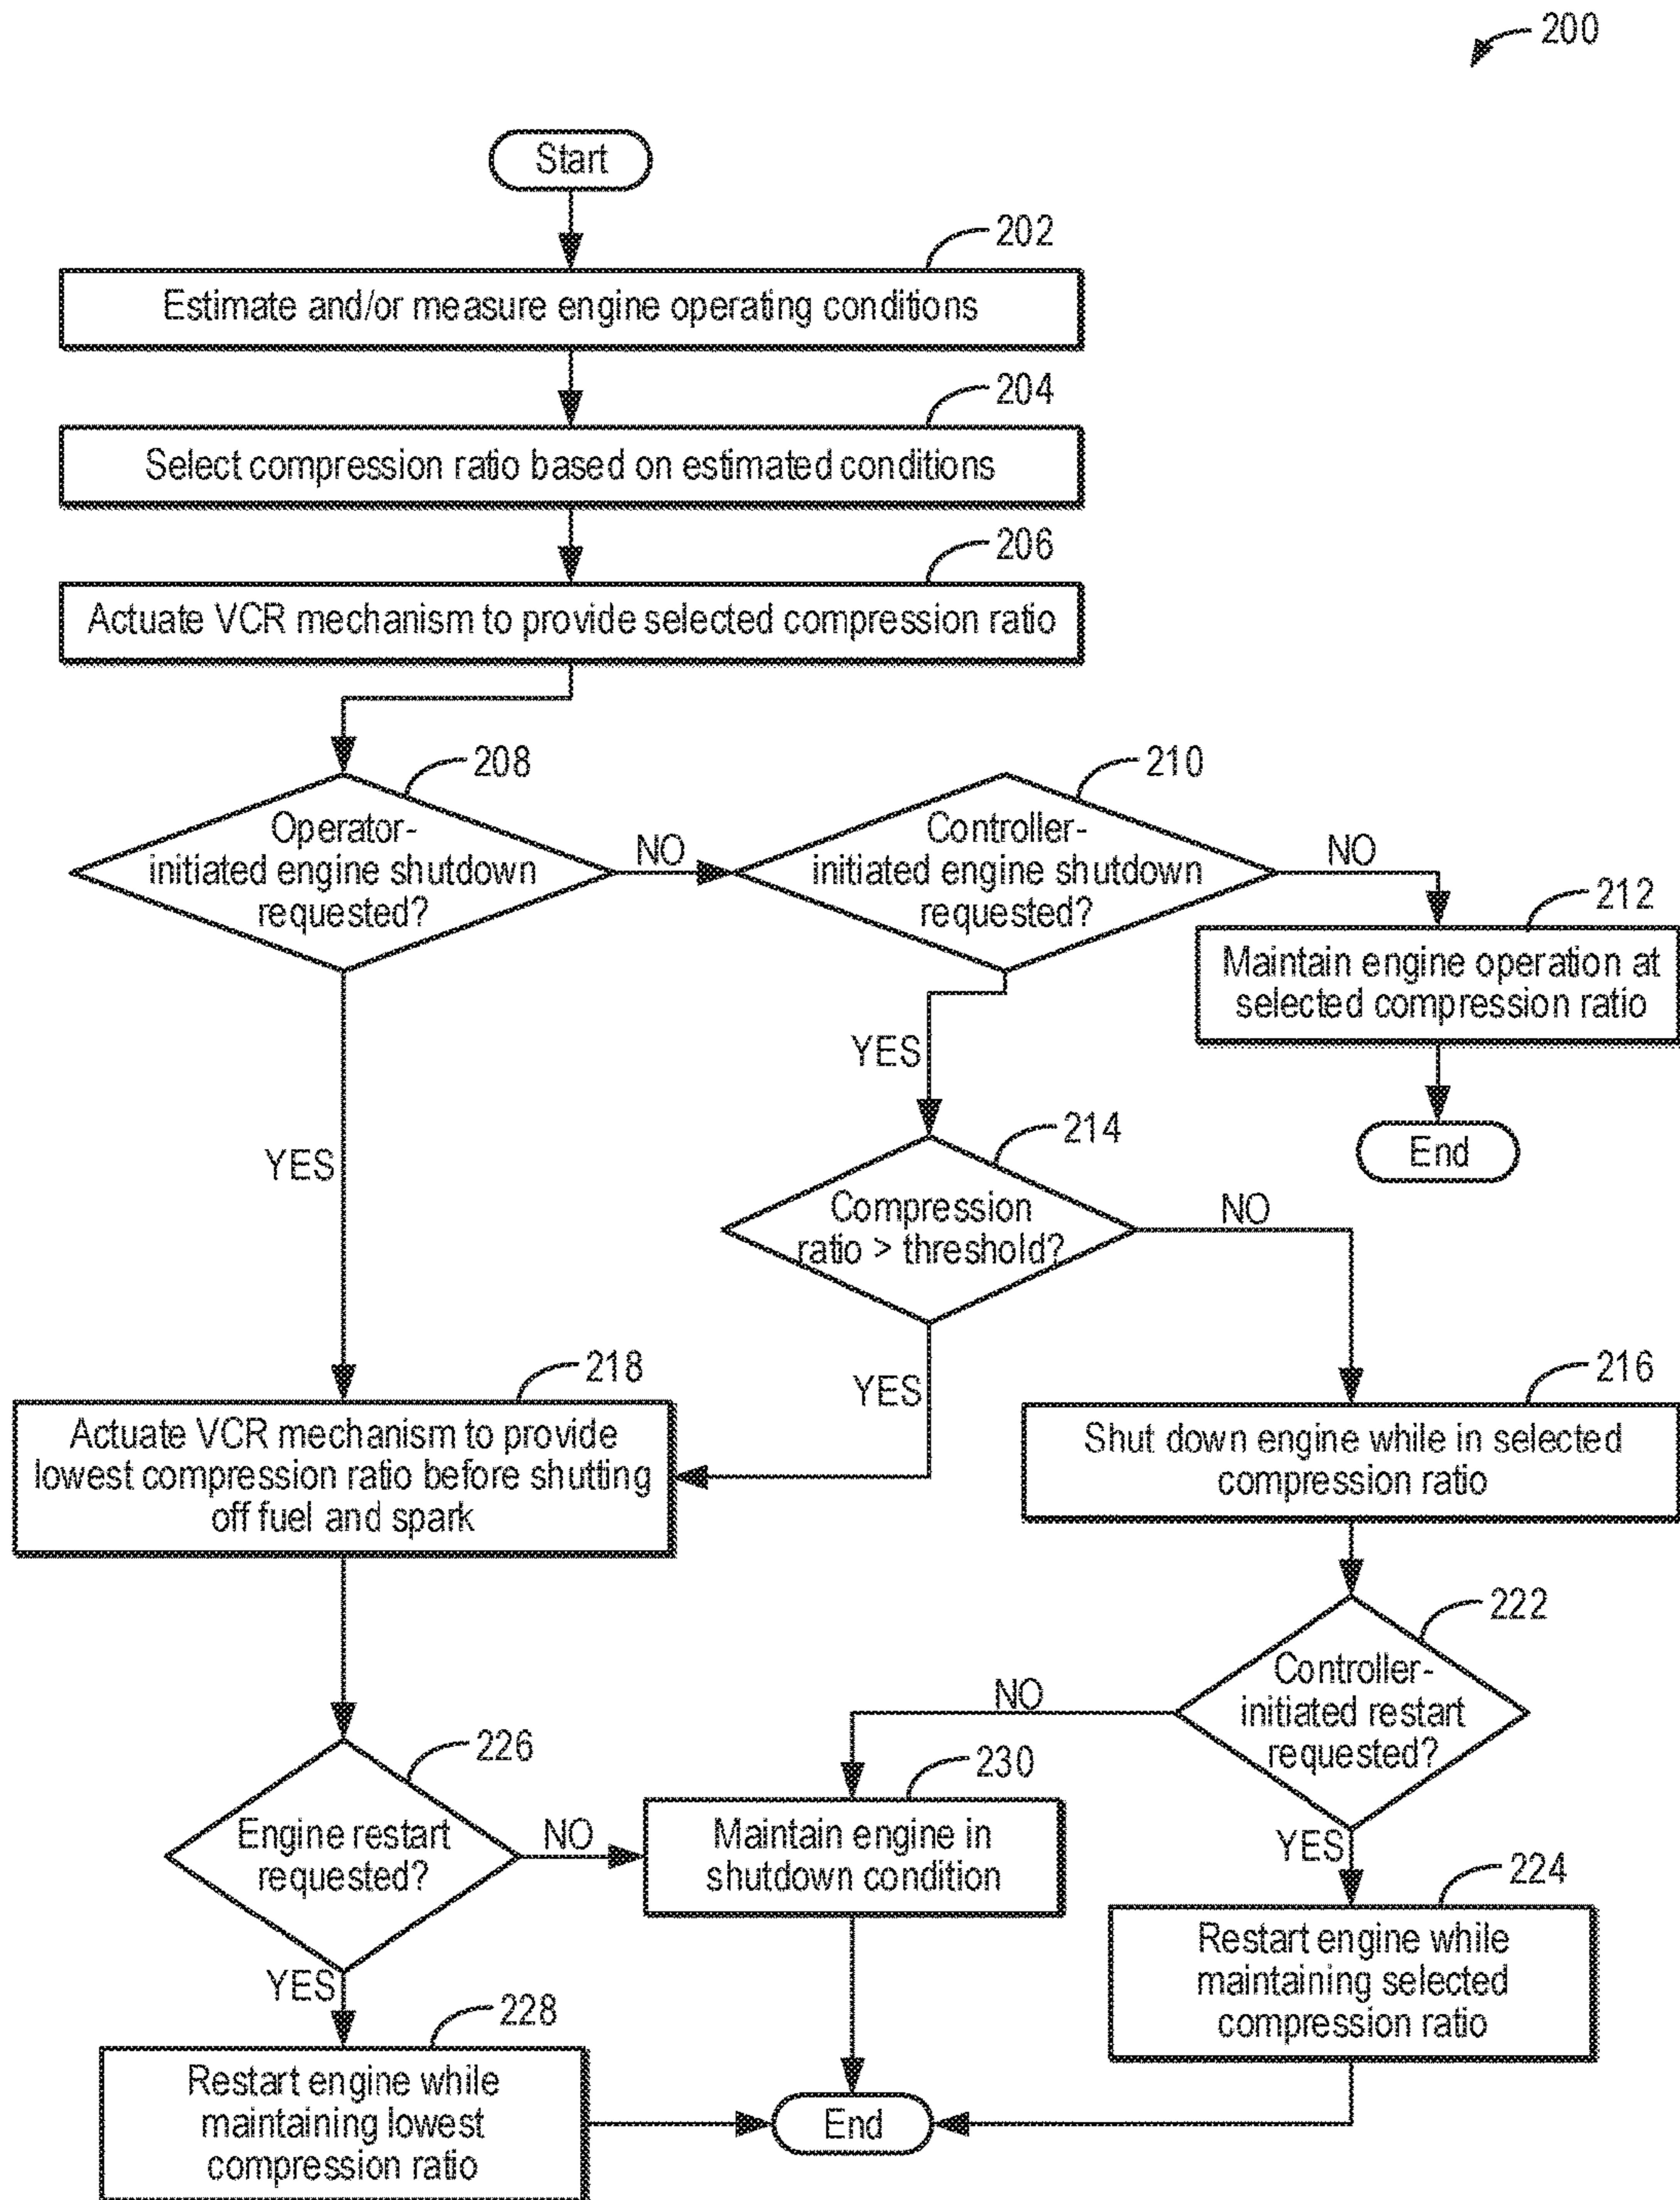 200
Start
202
Estimate and/or measure engine operating conditions
204
Select compression ratio based on estimated conditions
206
Actuate VCR mechanism to provide selected compression ratio
208
Operator-
initiated engine shutdown
requested?
NO
210
Controller-
initiated engine shutdown
requested?
NO
212
Maintain engine operation at
selected compression ratio
End
YES
YES
214
Compression
ratio > threshold?
NO
YES
216
Shut down engine while in selected
compression ratio
218
Actuate VCR mechanism to provide
lowest compression ratio before shutting
off fuel and spark
222
Controller-
initiated restart
requested?
NO
YES
224
Restart engine while
maintaining selected
compression ratio
226
Engine restart
requested?
NO
230
Maintain engine in
shutdown condition
YES
228
Restart engine while
maintaining lowest
compression ratio
End